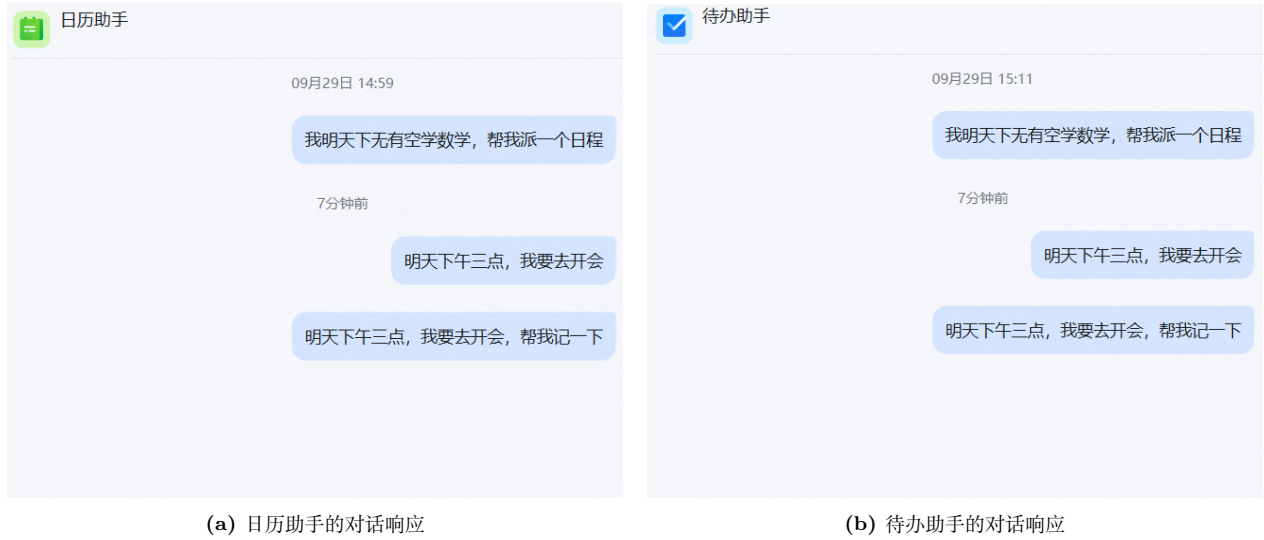 日历助手
09月29日 14:59
我明天下无有空学数学，帮我派一个日程
7分钟前
明天下午三点，我要去开会
明天下午三点，我要去开会，帮我记一下
(a) 日历助手的对话响应
待办助手
09月29日 15:11
我明天下无有空学数学，帮我派一个日程
7分钟前
明天下午三点，我要去开会
明天下午三点，我要去开会，帮我记一下
(b) 待办助手的对话响应